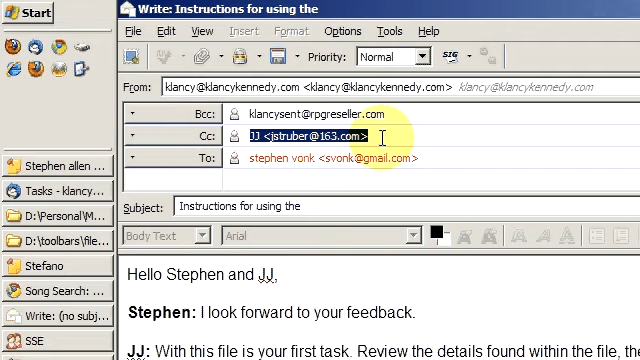 Start
Write: Instructions for using the
File Edit View Insert Format Options Tools Help
Priority: Normal
From: klancy@klancykennedy.com <klancy@klancykennedy.com> klancy@klancykennedy.com
Bcc: klancysent@rpgreseller.com
Cc: JJ <jstruber@163.com>
To: stephen vonk <svonk@gmail.com>
Stephen allen
Tasks - klancy...
D:\Personal\M...
Subject: Instructions for using the
D:\toolbars\file...
Body Text Arial
Stefano
Hello Stephen and JJ,
Song Search: ...
Stephen: I look forward to your feedback.
Write: (no subj...
SSE
JJ: With this file is your first task. Review the details found within the file, the